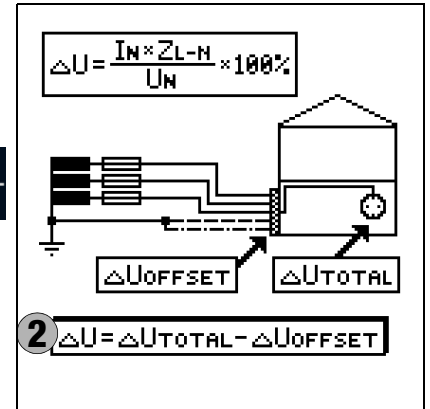 △U=IN×ZL-N/UN×100%
△UOFFSET △UTOTAL
2 △U=△UTOTAL-△UOFFSET